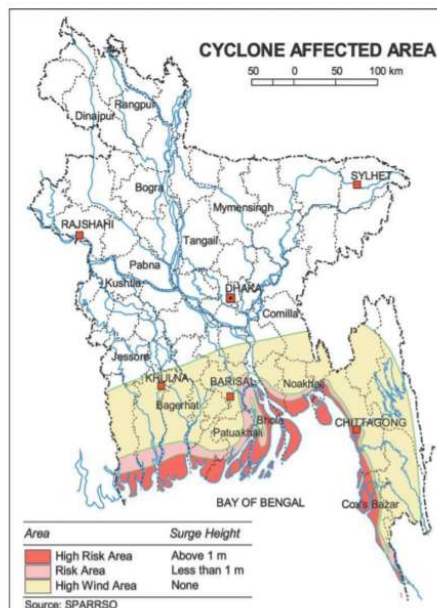 CYCLONE AFFECTED AREA
50 0 50 100 km
Rangpur
Dinajpur
SYLHET
Bogra
Mymensingh
RAJSHAHI
Tangail
Pabna
Kushtia
DHAKA
Comilla
Jessore
KHULNA
BARISAL
Noakhali
Bagerhat
Bhola
Patuakhali
CHITTAGONG
BAY OF BENGAL
Cox's Bazar
Area Surge Height
High Risk Area Above 1 m
Risk Area Less than 1 m
High Wind Area None
Source: SPARRSO